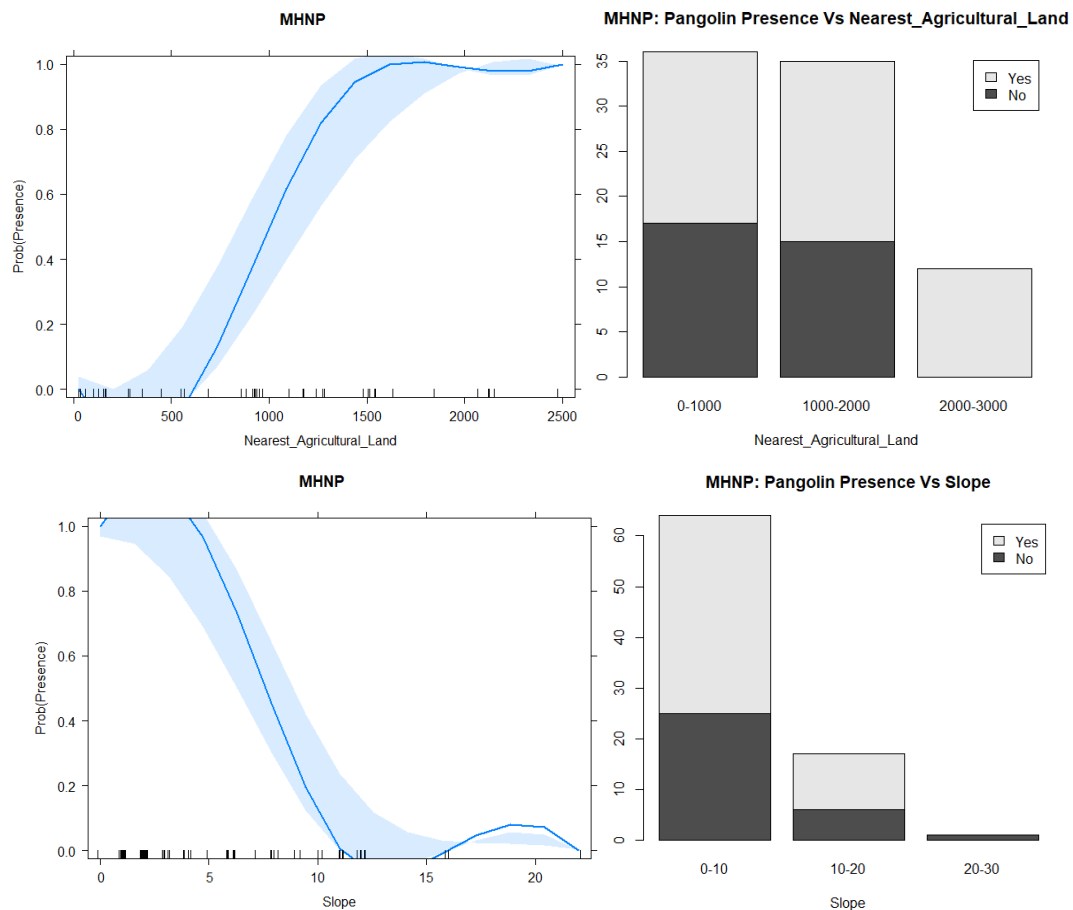 MHNP
Prob(Presence)
1.0
0.8
0.6
0.4
0.2
0.0
0 500 1000 1500 2000 2500
Nearest_Agricultural_Land
MHNP: Pangolin Presence Vs Nearest_Agricultural_Land
35
30
25
20
15
10
5
0
Yes
No
0-1000 1000-2000 2000-3000
Nearest_Agricultural_Land
MHNP
Prob(Presence)
1.0
0.8
0.6
0.4
0.2
0.0
0 5 10 15 20
Slope
MHNP: Pangolin Presence Vs Slope
60
50
40
30
20
10
0
Yes
No
0-10 10-20 20-30
Slope